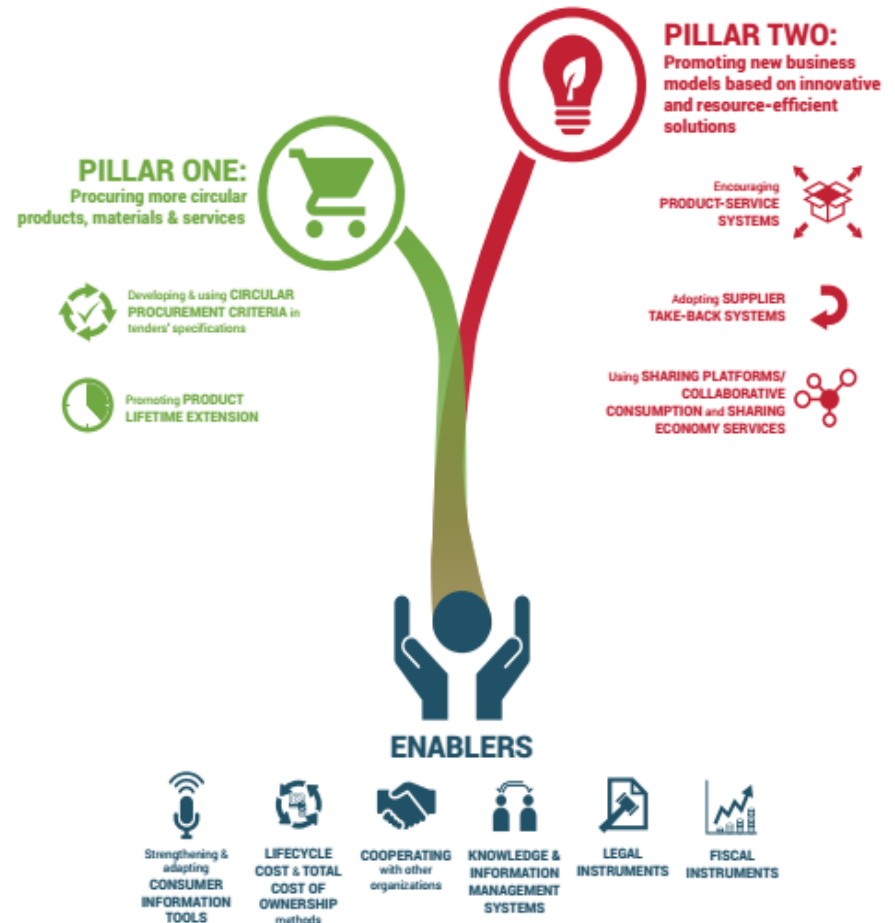 PILLAR TWO:
Promoting new business
models based on innovative
and resource-efficient
solutions
PILLAR ONE:
Procuring more circular
products, materials & services
Encouraging
PRODUCT-SERVICE
SYSTEMS
Developing & using CIRCULAR
PROCUREMENT CRITERIA in
tenders' specifications
Adopting SUPPLIER
TAKE-BACK SYSTEMS
Promoting PRODUCT
LIFETIME EXTENSION
Using SHARING PLATFORMS/
COLLABORATIVE
CONSUMPTION and SHARING
ECONOMY SERVICES
ENABLERS
Strengthening &
adapting
CONSUMER
INFORMATION
TOOLS
LIFECYCLE
COST & TOTAL
COST OF
OWNERSHIP
methods
COOPERATING
with other
organizations
KNOWLEDGE &
INFORMATION
MANAGEMENT
SYSTEMS
LEGAL
INSTRUMENTS
FISCAL
INSTRUMENTS